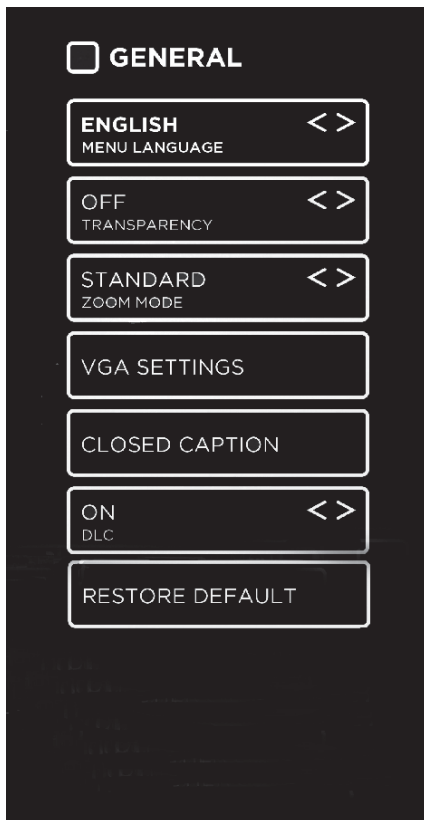 GENERAL
ENGLISH < >
MENU LANGUAGE
OFF < >
TRANSPARENCY
STANDARD < >
ZOOM MODE
VGA SETTINGS
CLOSED CAPTION
ON < >
DLC
RESTORE DEFAULT